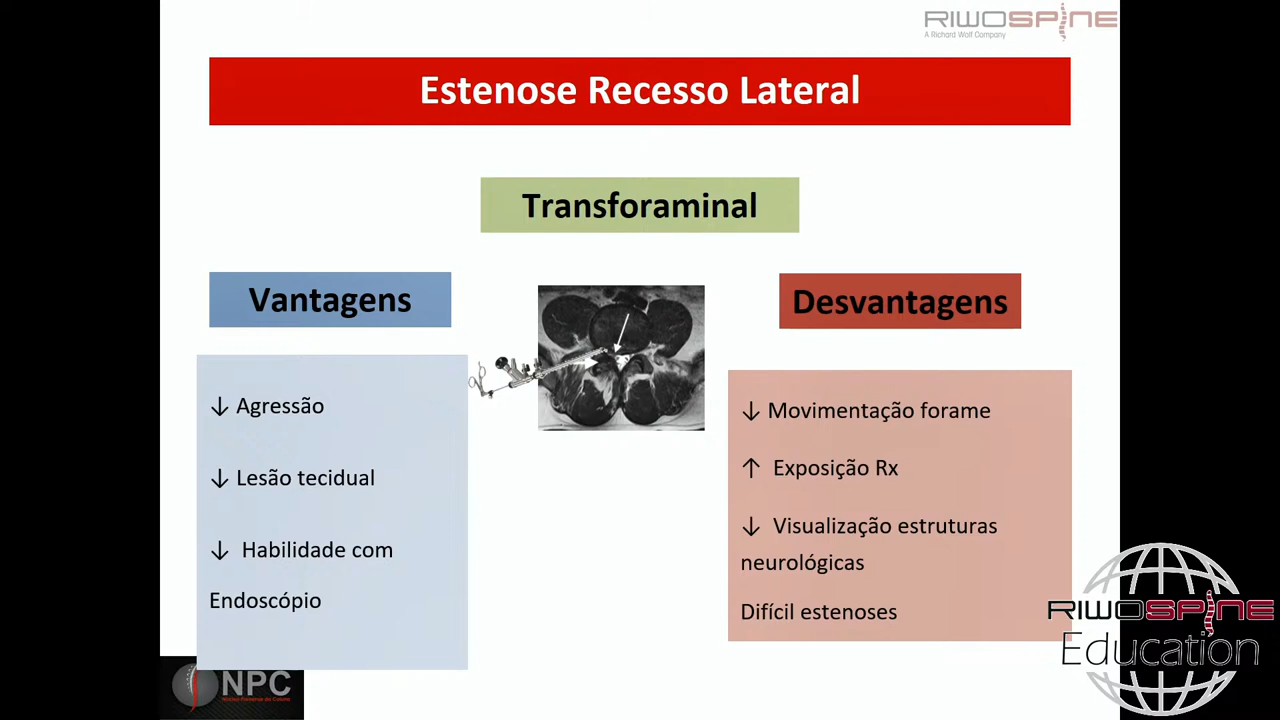 RIWOSPINE
A Richard Wolf Company
Estenose Recesso Lateral
Transforaminal
Vantagens
↓ Agressão
↓ Lesão tecidual
↓ Habilidade com
Endoscópio
Desvantagens
↓ Movimentação forame
↑ Exposição Rx
↓ Visualização estruturas
neurológicas
Difícil estenoses
NPC
RIWOSPINE
Education